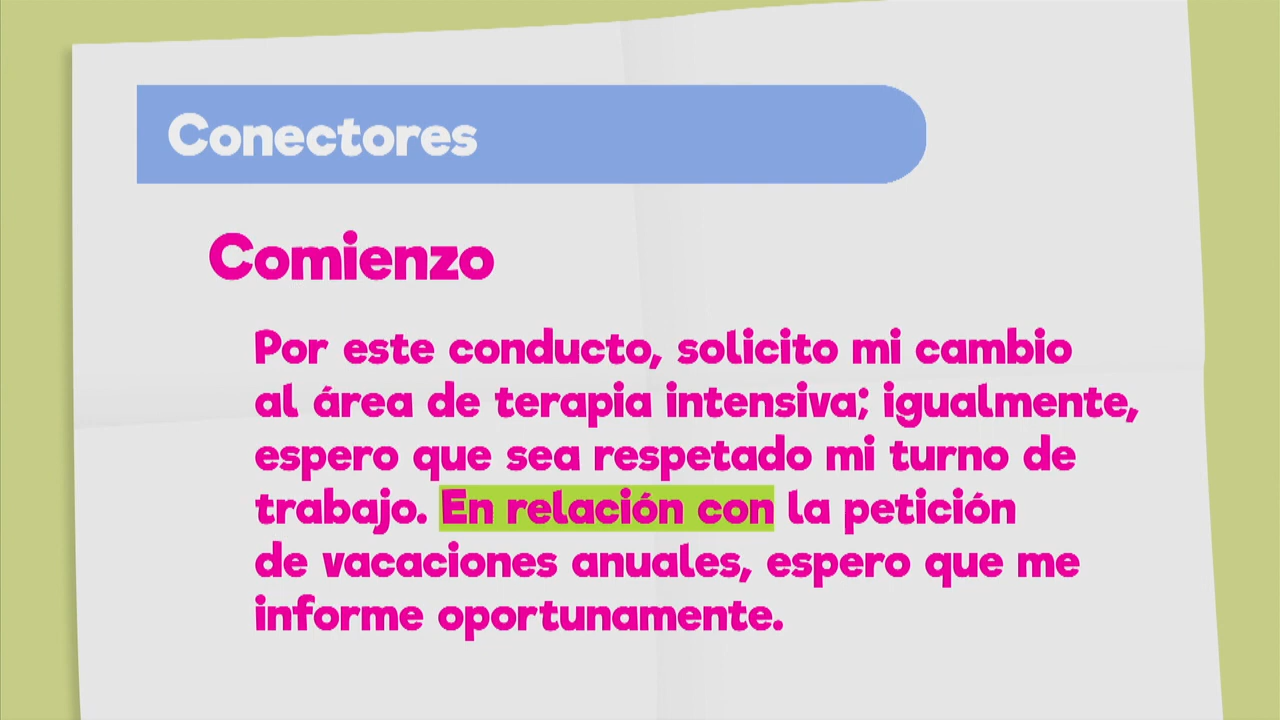 Conectores
Comienzo
Por este conducto, solicito mi cambio
al área de terapia intensiva; igualmente,
espero que sea respetado mi turno de
trabajo. En relación con la petición
de vacaciones anuales, espero que me
informe oportunamente.